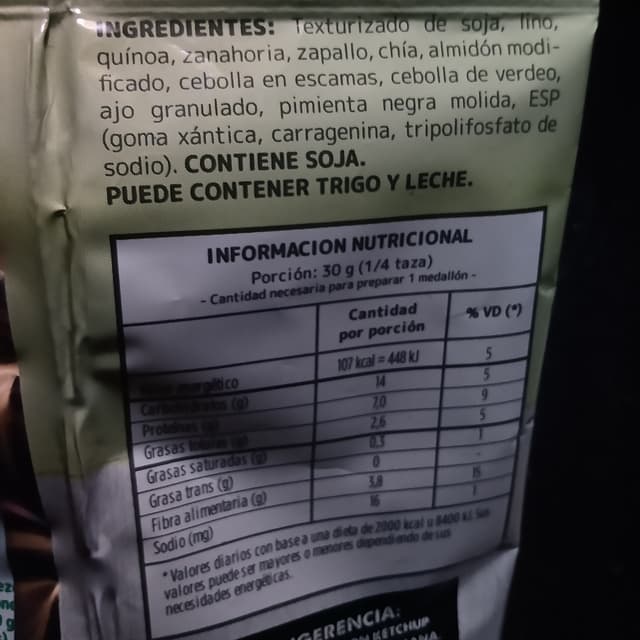 INGREDIENTES: Texturizado de soja, lino,
quínoa, zanahoria, zapallo, chía, almidón modi-
ficado, cebolla en escamas, cebolla de verdeo,
ajo granulado, pimienta negra molida, ESP
(goma xántica, carragenina, tripolifosfato de
sodio). CONTIENE SOJA.
PUEDE CONTENER TRIGO Y LECHE.
INFORMACION NUTRICIONAL
Porción: 30 g (1/4 taza)
- Cantidad necesaria para preparar 1 medallón -
Cantidad por porción % VD (*)
energético 107 kcal = 448 kJ 5
Carbohidratos (g) 14 5
Proteínas (g) 7.0 9
Grasas totales (g) 2,6 5
Grasas saturadas (g) 0.3 1
Grasa trans (g) 0 -
Fibra alimentaria (g) 3,8 15
Sodio (mg) 16 1
* Valores diarios con base a una dieta de 2000 kcal u 8400 kJ. Sus
valores puede ser mayores o menores dependiendo de sus
necesidades energéticas.
GERENCIA:
KETCHUP